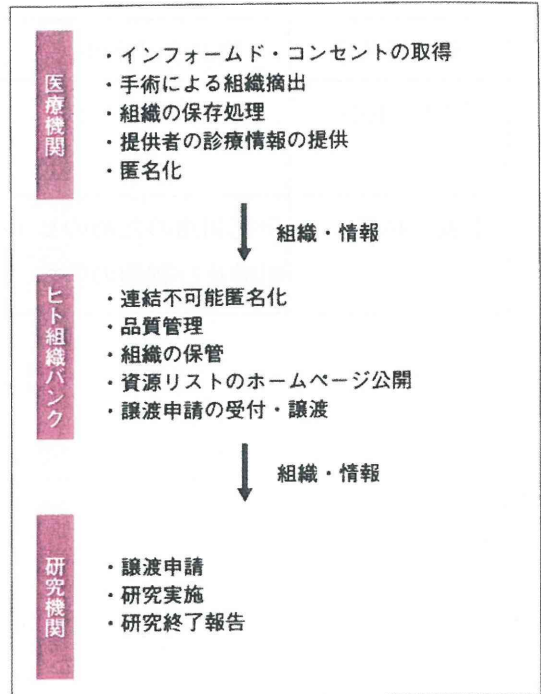 医療機関
・インフォームド・コンセントの取得
・手術による組織摘出
・組織の保存処理
・提供者の診療情報の提供
・匿名化
組織・情報
ヒト組織バンク
・連結不可能匿名化
・品質管理
・組織の保管
・資源リストのホームページ公開
・譲渡申請の受付・譲渡
組織・情報
研究機関
・譲渡申請
・研究実施
・研究終了報告